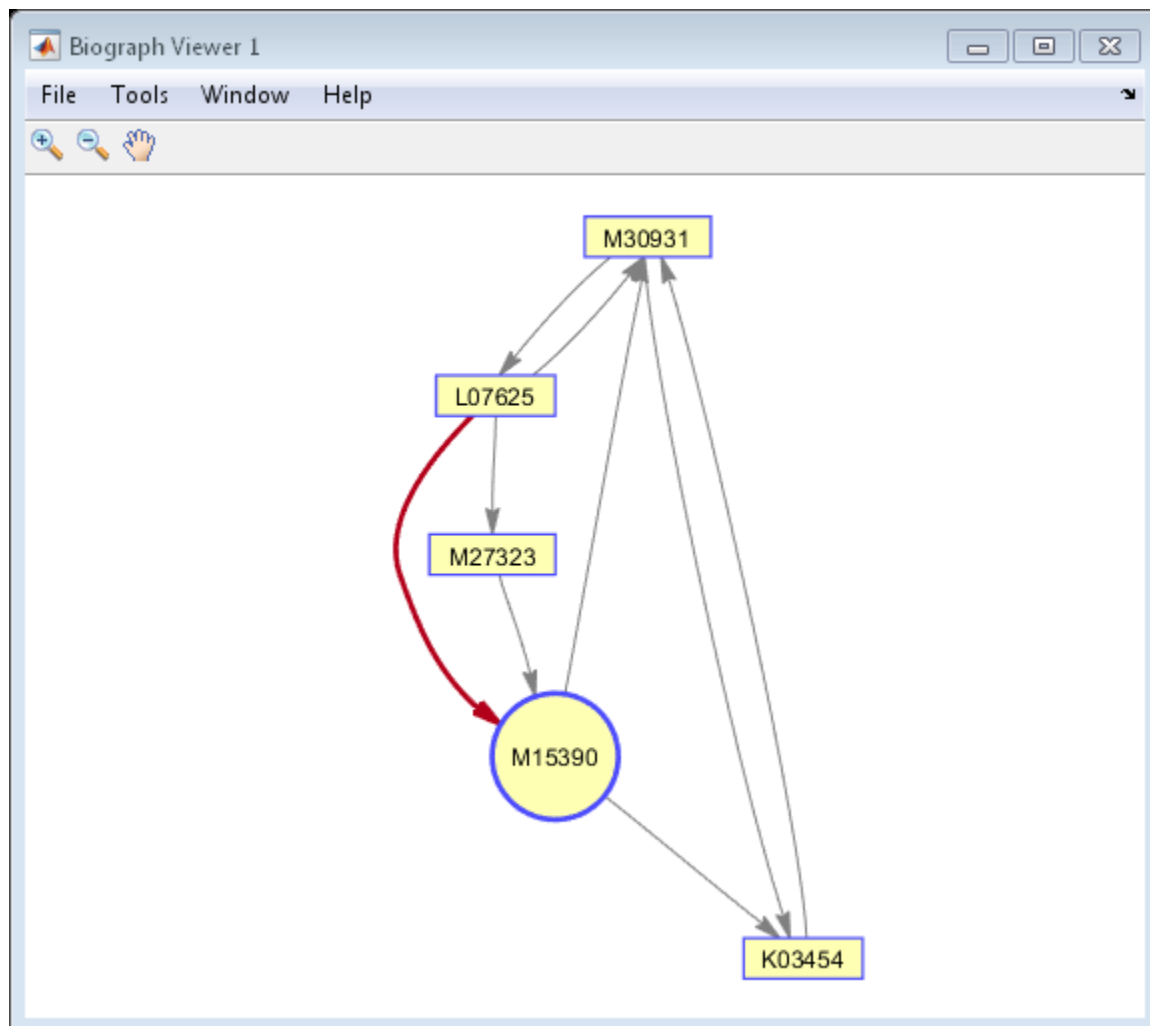 Biograph Viewer 1
File Tools Window Help
M30931
L07625
M27323
M15390
K03454